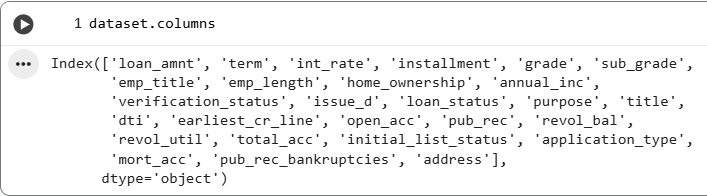 1 dataset.columns
Index(['loan_amnt', 'term', 'int_rate', 'installment', 'grade', 'sub_grade',
'emp_title', 'emp_length', 'home_ownership', 'annual_inc',
'verification_status', 'issue_d', 'loan_status', 'purpose', 'title',
'dti', 'earliest_cr_line', 'open_acc', 'pub_rec', 'revol_bal',
'revol_util', 'total_acc', 'initial_list_status', 'application_type',
'mort_acc', 'pub_rec_bankruptcies', 'address'],
dtype='object')